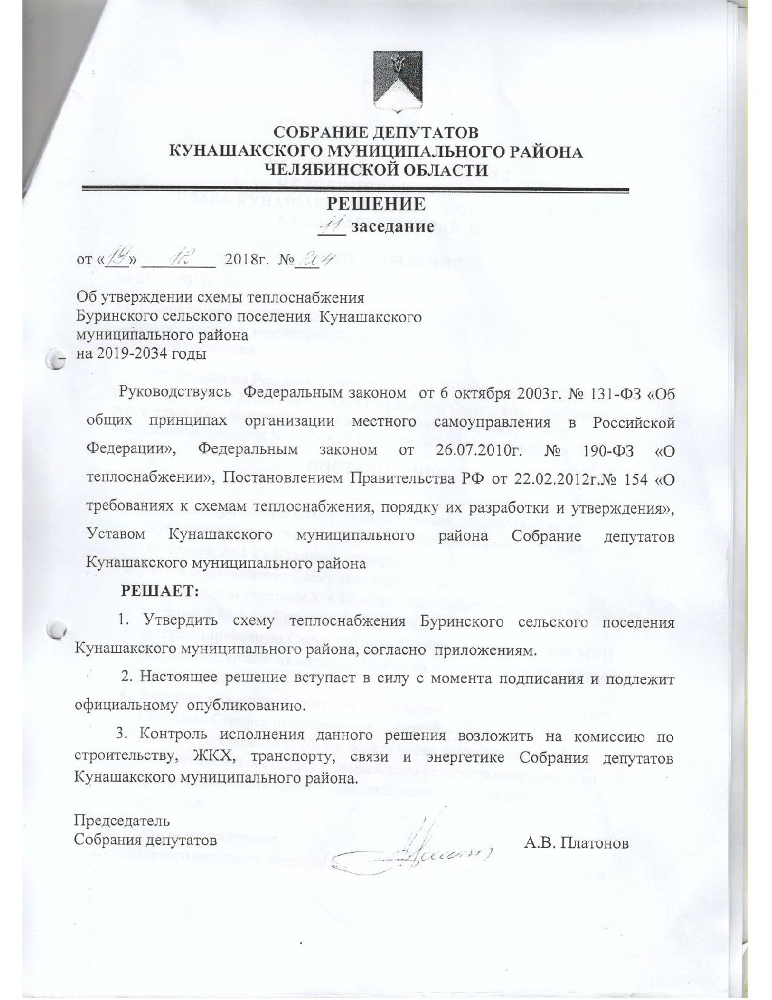 СОБРАНИЕ ДЕПУТАТОВ
КУНАШАКСКОГО МУНИЦИПАЛЬНОГО РАЙОНА
ЧЕЛЯБИНСКОЙ ОБЛАСТИ
РЕШЕНИЕ
11 заседание
от «19» 12 2018г. № 204
Об утверждении схемы теплоснабжения
Буринского сельского поселения Кунашакского
муниципального района
на 2019-2034 годы
Руководствуясь Федеральным законом от 6 октября 2003г. № 131-ФЗ «Об
общих принципах организации местного самоуправления в Российской
Федерации», Федеральным законом от 26.07.2010г. № 190-ФЗ «О
теплоснабжении», Постановлением Правительства РФ от 22.02.2012г.№ 154 «О
требованиях к схемам теплоснабжения, порядку их разработки и утверждения»,
Уставом Кунашакского муниципального района Собрание депутатов
Кунашакского муниципального района
РЕШАЕТ:
1. Утвердить схему теплоснабжения Буринского сельского поселения
Кунашакского муниципального района, согласно приложениям.
2. Настоящее решение вступает в силу с момента подписания и подлежит
официальному опубликованию.
3. Контроль исполнения данного решения возложить на комиссию по
строительству, ЖКХ, транспорту, связи и энергетике Собрания депутатов
Кунашакского муниципального района.
Председатель
Собрания депутатов
А.В. Платонов